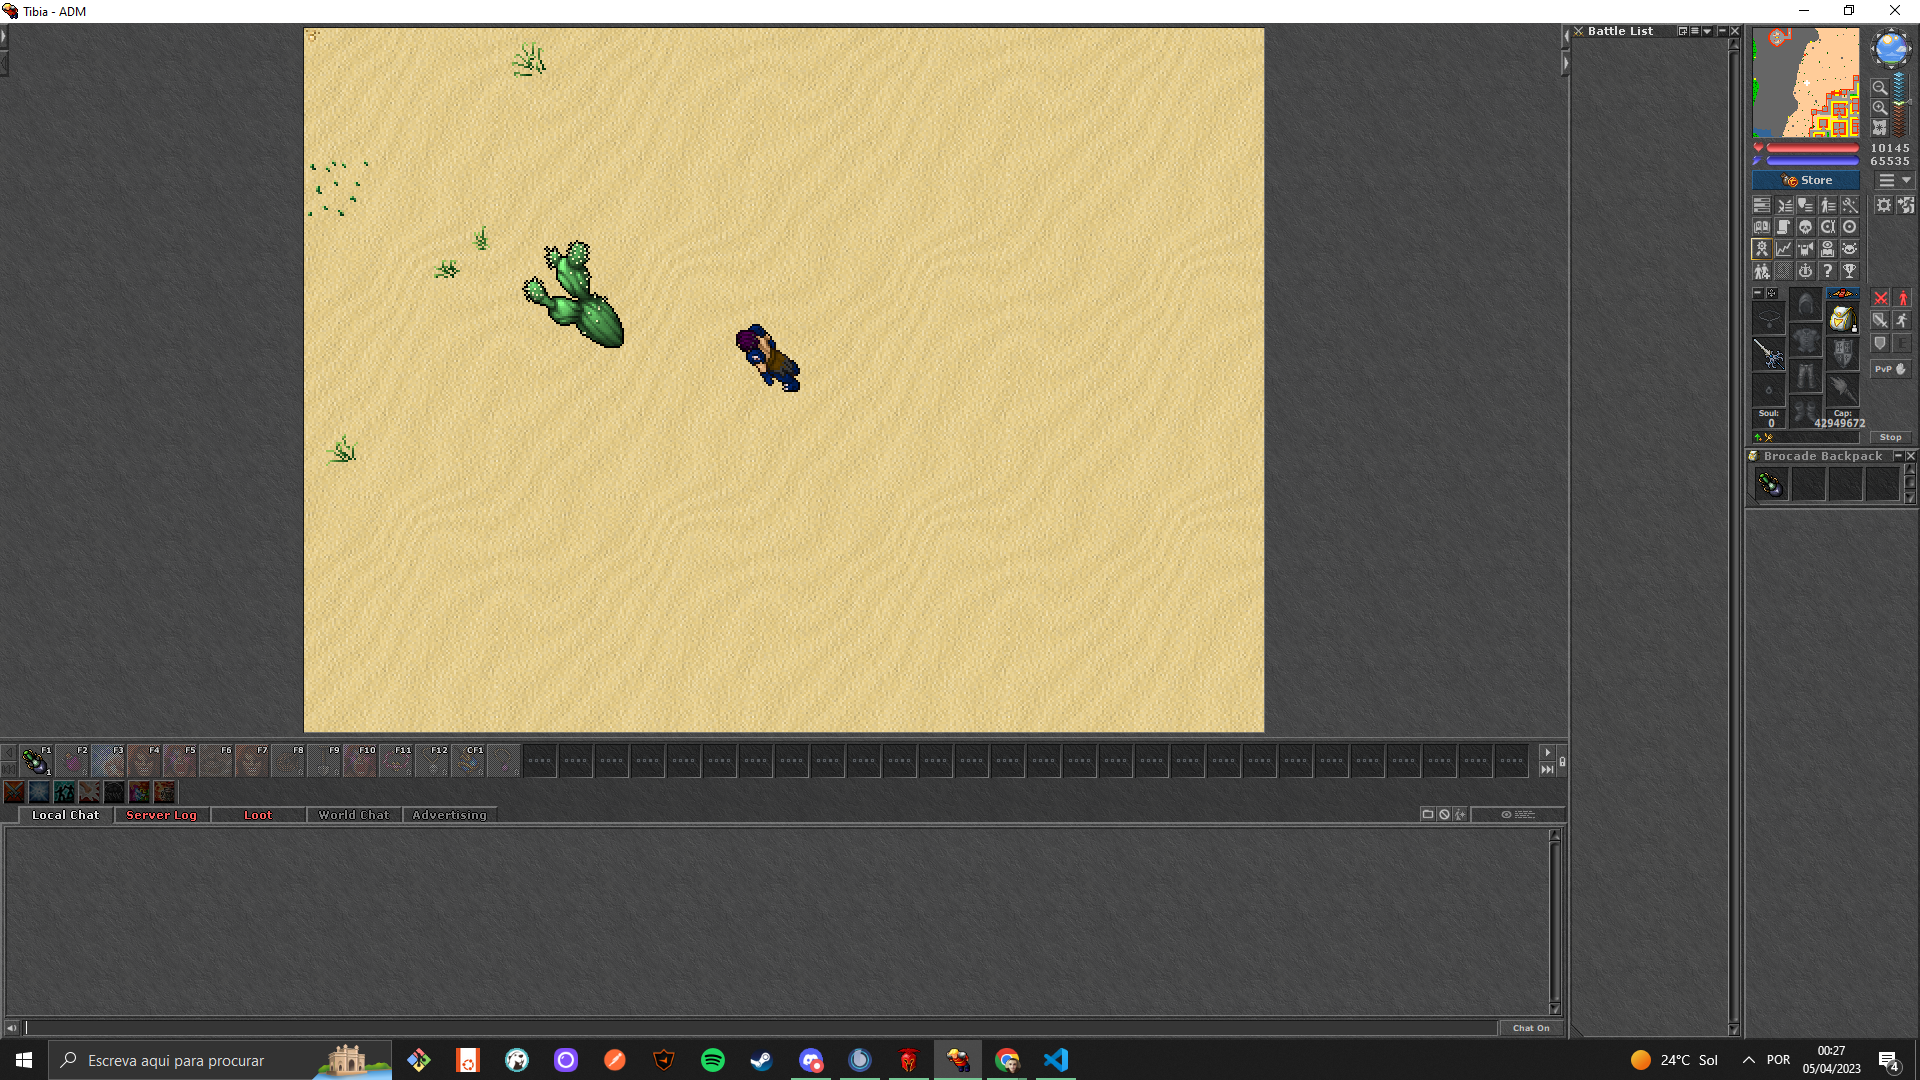 Tibia - ADM
Battle List
10145
65535
Store
PvP
Soul:
0
Cap:
42949672
Stop
Brocade Backpack
F1 F2 F3 F4 F5 F6 F7 F8 F9 F10 F11 F12 CF1
1
Local Chat Server Log Loot World Chat Advertising
Chat On
Escreva aqui para procurar
24°C Sol
POR
00:27
05/04/2023
4